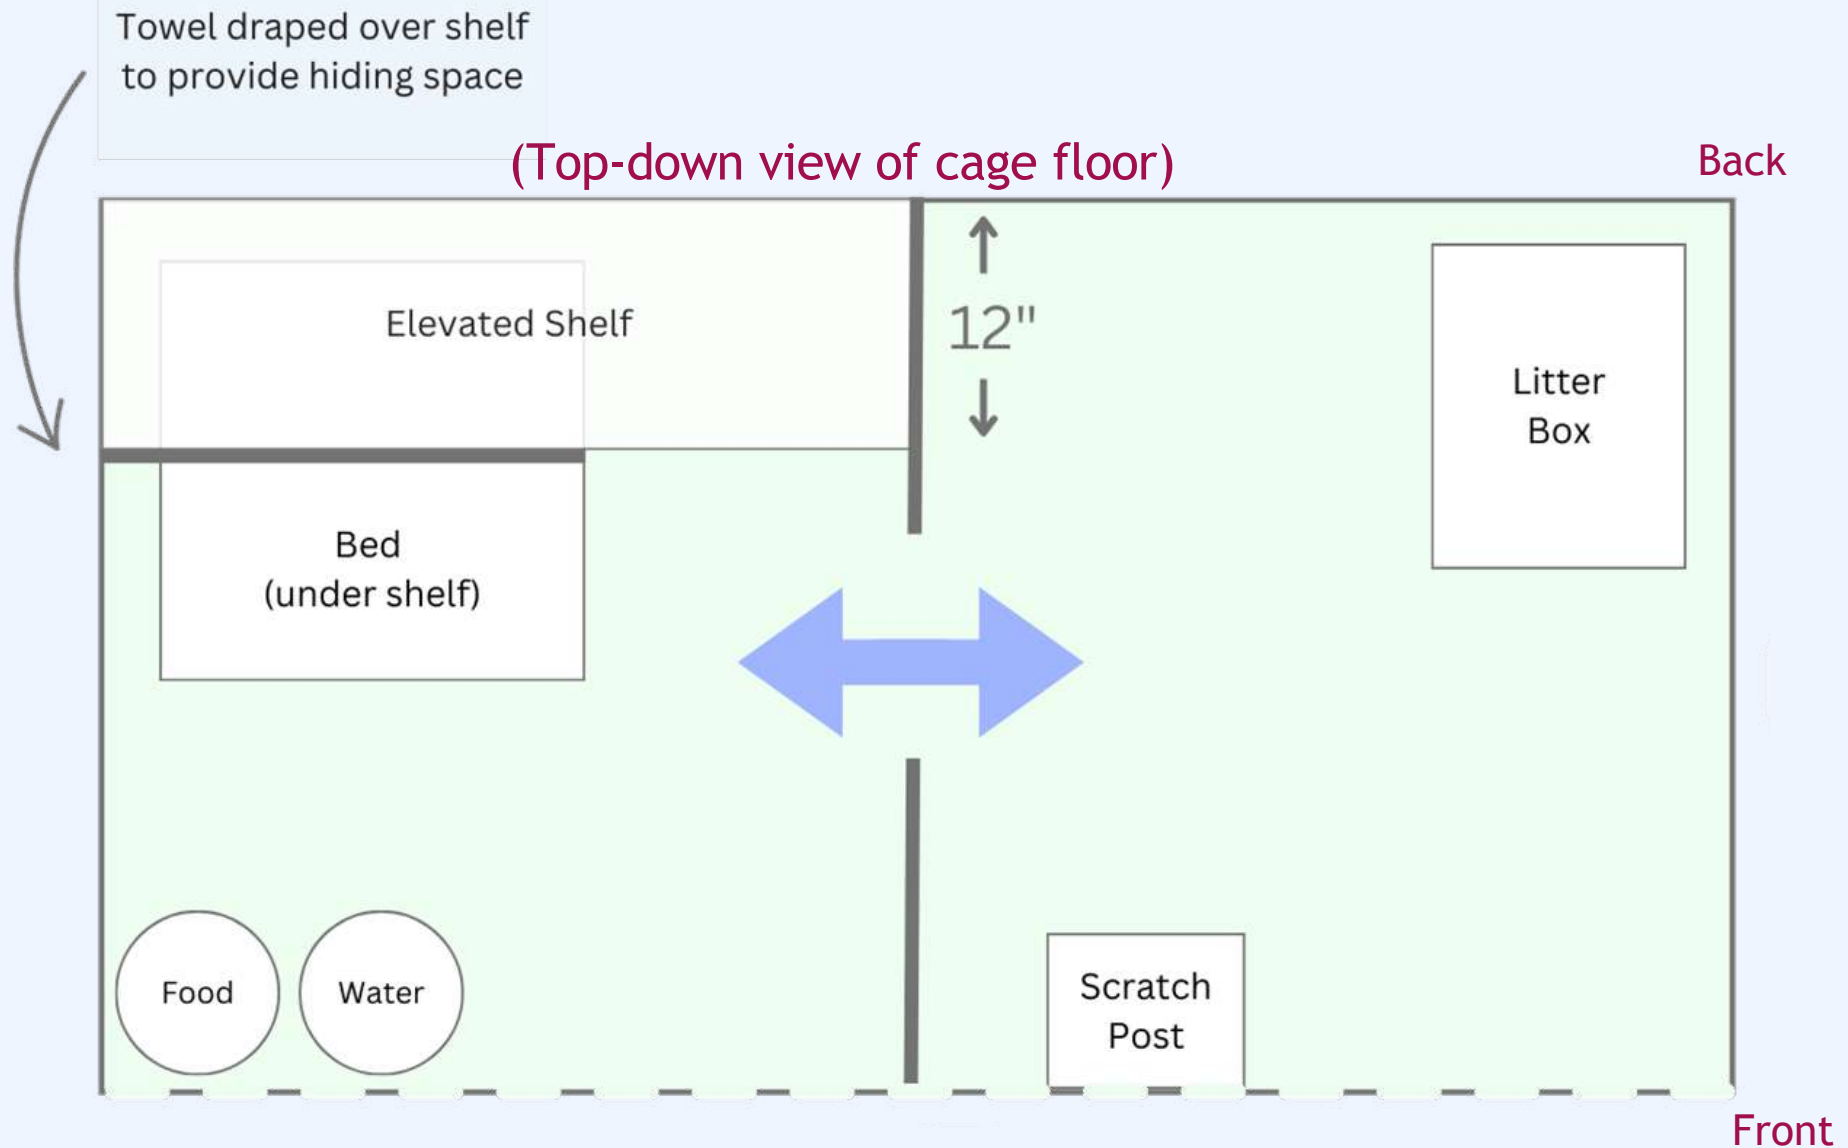 Towel draped over shelf
to provide hiding space
(Top-down view of cage floor)
Back
Elevated Shelf
12"
Litter
Box
Bed
(under shelf)
Food
Water
Scratch
Post
Front